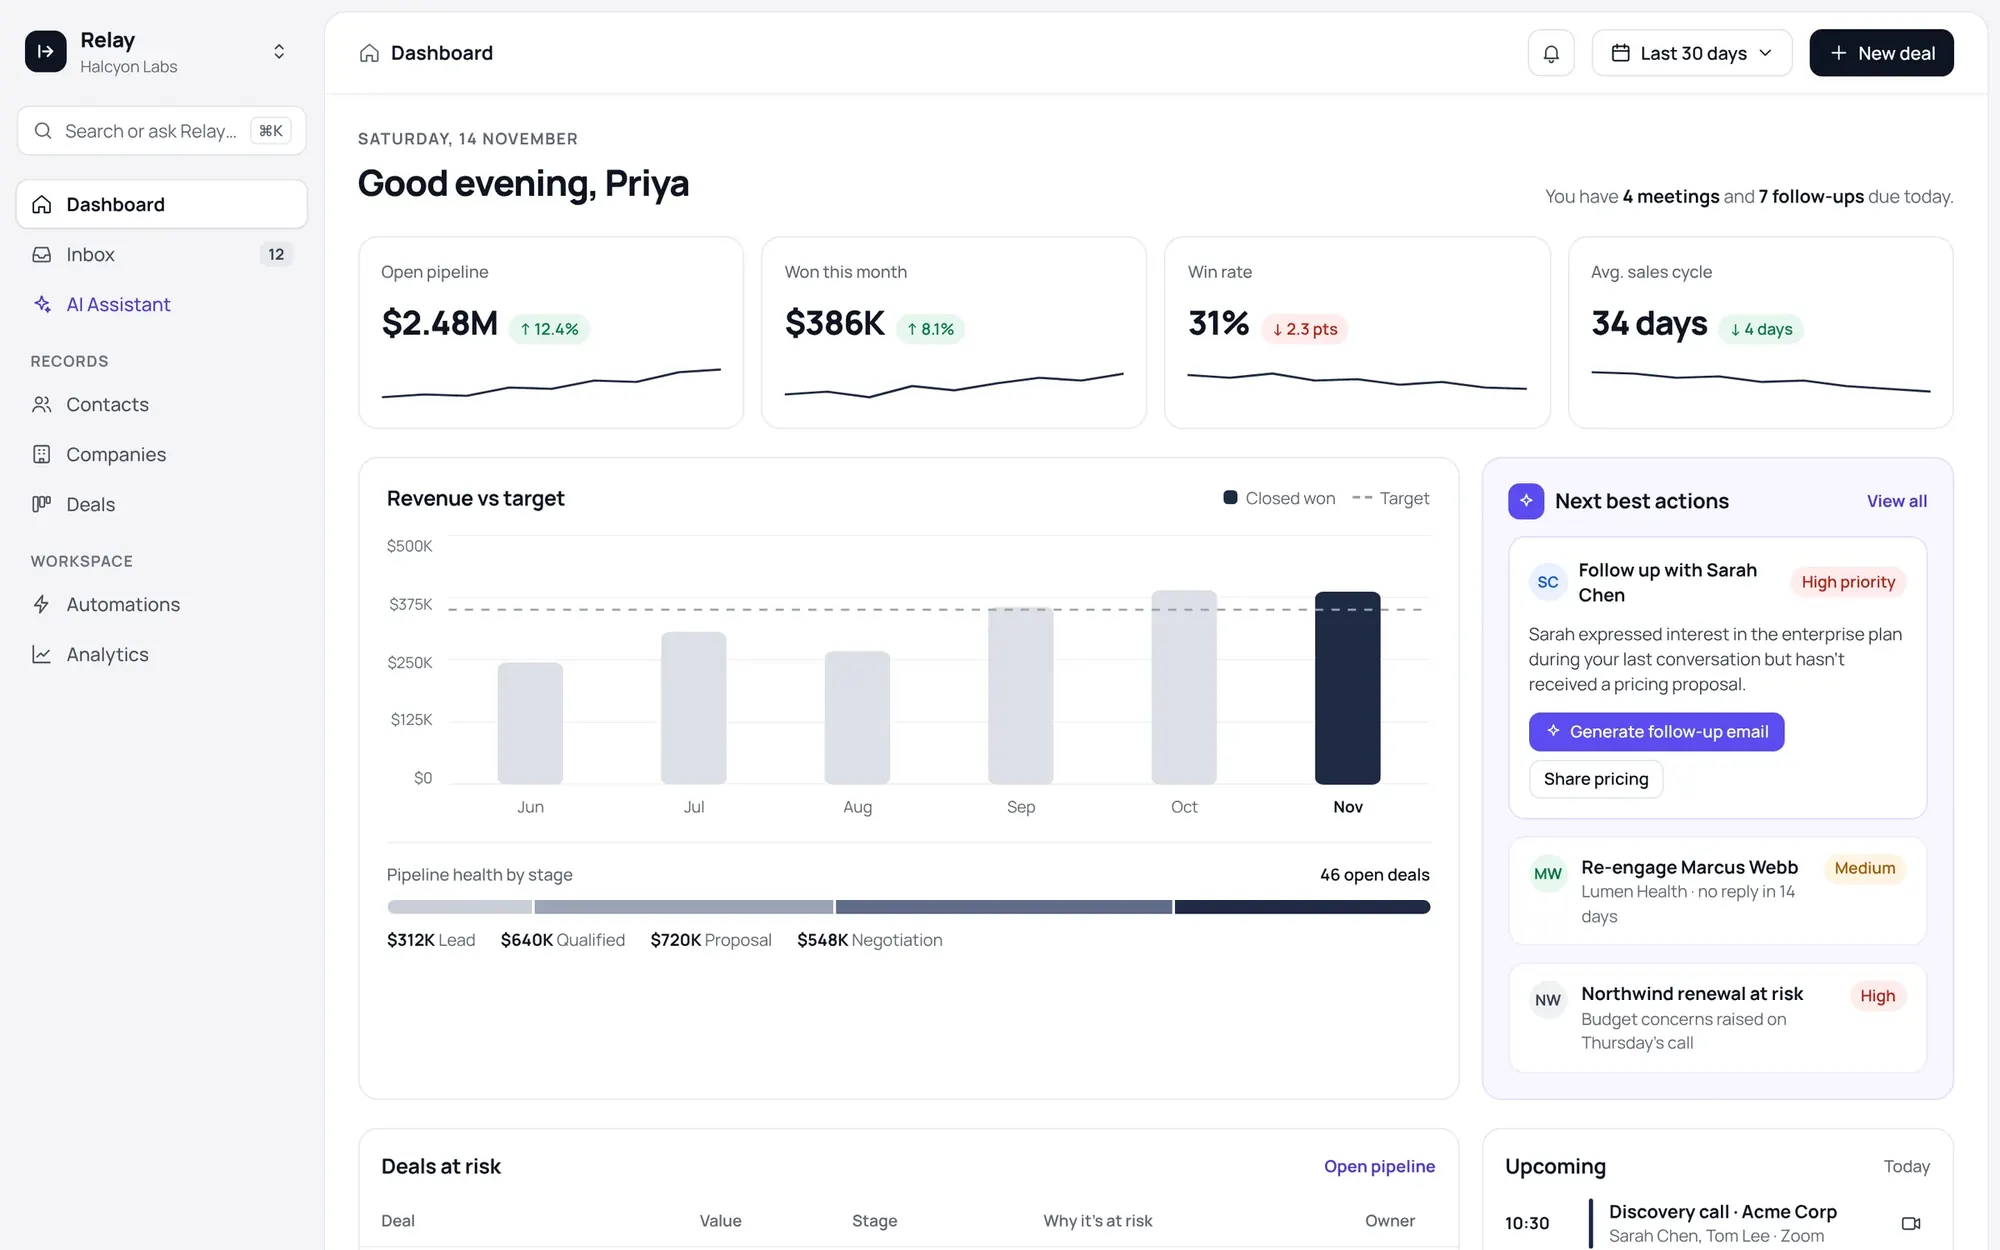 Relay
Halcyon Labs
Search or ask Relay... ⌘K
Dashboard
Inbox 12
AI Assistant
RECORDS
Contacts
Companies
Deals
WORKSPACE
Automations
Analytics
Dashboard
Last 30 days
New deal
SATURDAY, 14 NOVEMBER
Good evening, Priya
You have 4 meetings and 7 follow-ups due today.
Open pipeline
$2.48M ↑ 12.4%
Won this month
$386K ↑ 8.1%
Win rate
31% ↓ 2.3 pts
Avg. sales cycle
34 days ↓ 4 days
Revenue vs target
Closed won
Target
$500K
$375K
$250K
$125K
$0
Jun Jul Aug Sep Oct Nov
Pipeline health by stage
46 open deals
$312K Lead $640K Qualified $720K Proposal $548K Negotiation
Next best actions
View all
SC
Follow up with Sarah
Chen
High priority
Sarah expressed interest in the enterprise plan
during your last conversation but hasn't
received a pricing proposal.
Generate follow-up email
Share pricing
MW
Re-engage Marcus Webb
Medium
Lumen Health · no reply in 14
days
NW
Northwind renewal at risk
High
Budget concerns raised on
Thursday's call
Deals at risk
Open pipeline
Deal Value Stage Why it's at risk Owner
Upcoming
Today
10:30
Discovery call · Acme Corp
Sarah Chen, Tom Lee · Zoom